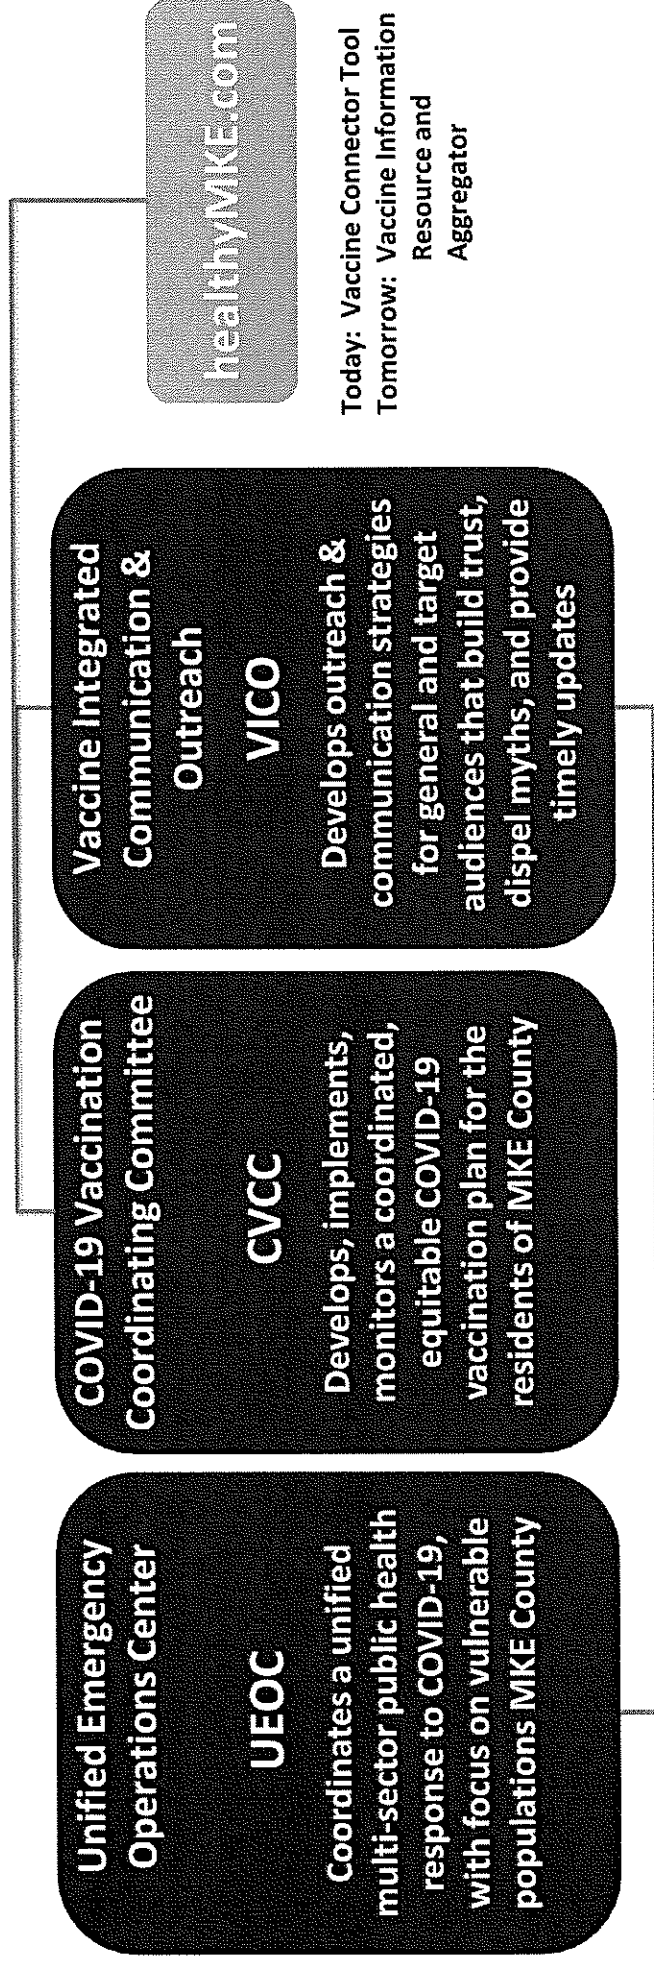 Unified Emergency
Operations Center
UEOC
Coordinates a unified
multi-sector public health
response to COVID-19,
with focus on vulnerable
populations MKE County
COVID-19 Vaccination
Coordinating Committee
CVCC
Develops, implements,
monitors a coordinated,
equitable COVID-19
vaccination plan for the
residents of MKE County
Vaccine Integrated
Communication &
Outreach
VICO
Develops outreach &
communication strategies
for general and target
audiences that build trust,
dispel myths, and provide
timely updates
healthyMKE.com
Today: Vaccine Connector Tool
Tomorrow: Vaccine Information
Resource and
Aggregator